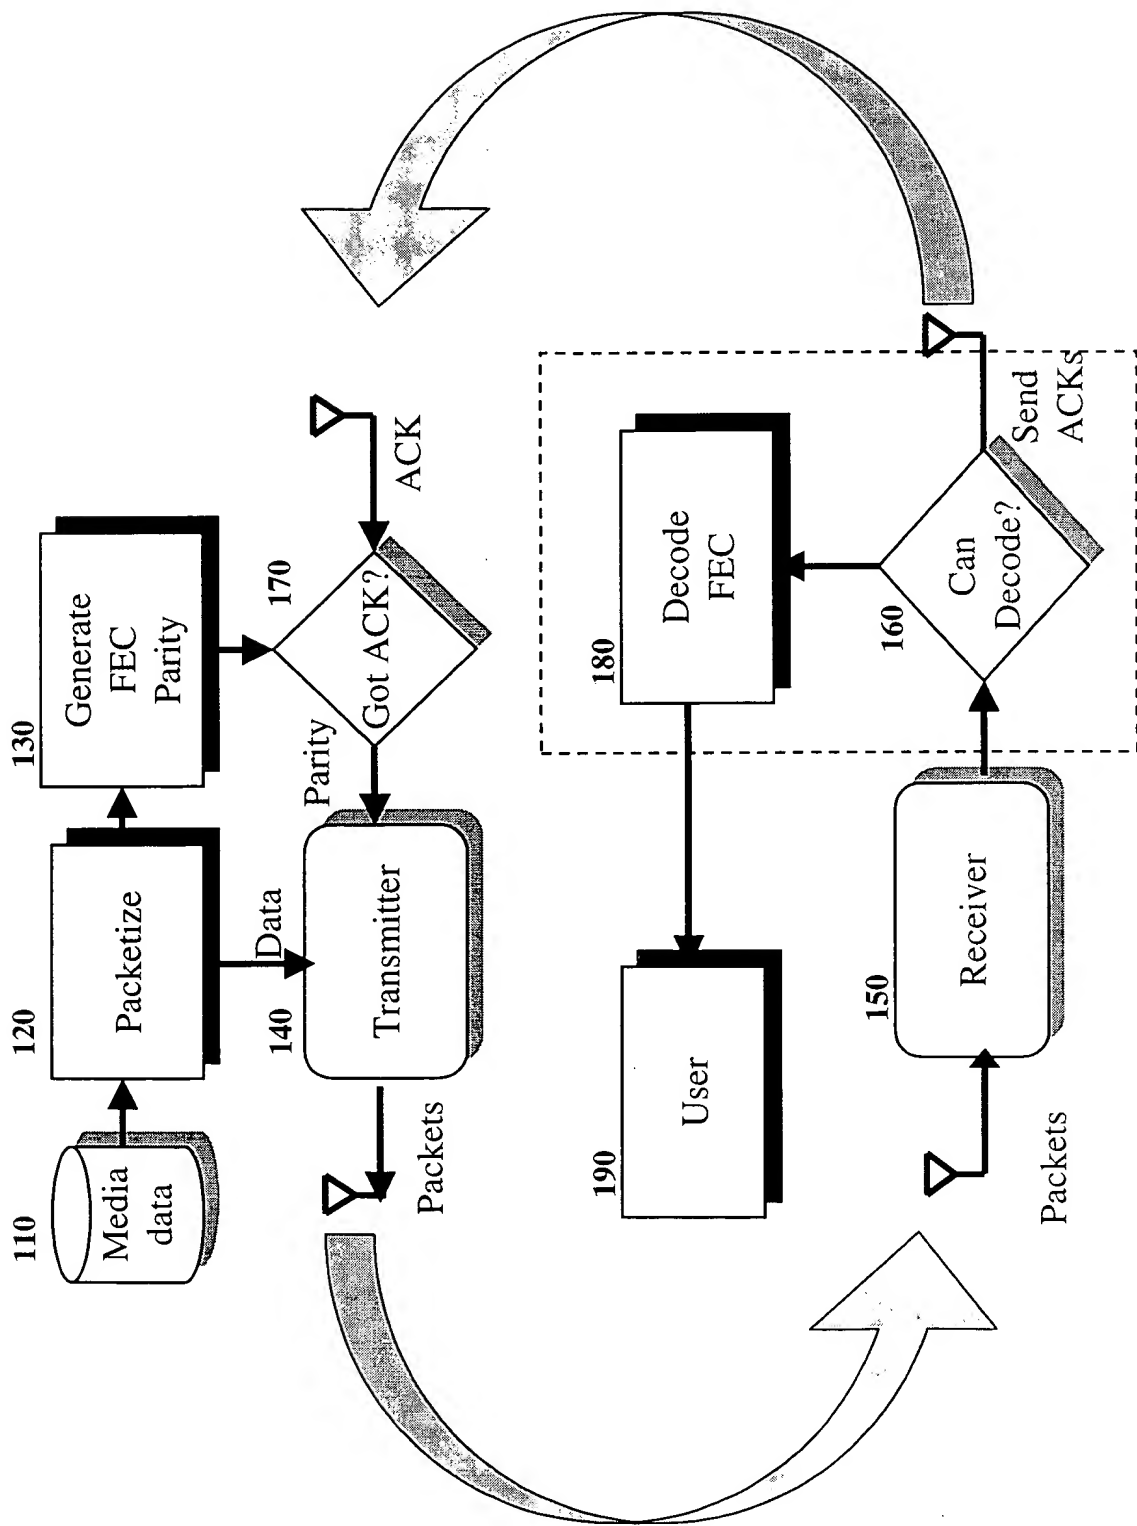 110
Media
data
120
Packetize
130
Generate
FEC
Parity
Data
140
Transmitter
Parity
170
Got ACK?
ACK
Packets
190
User
180
Decode
FEC
Packets
150
Receiver
160
Can
Decode?
Send
ACKs